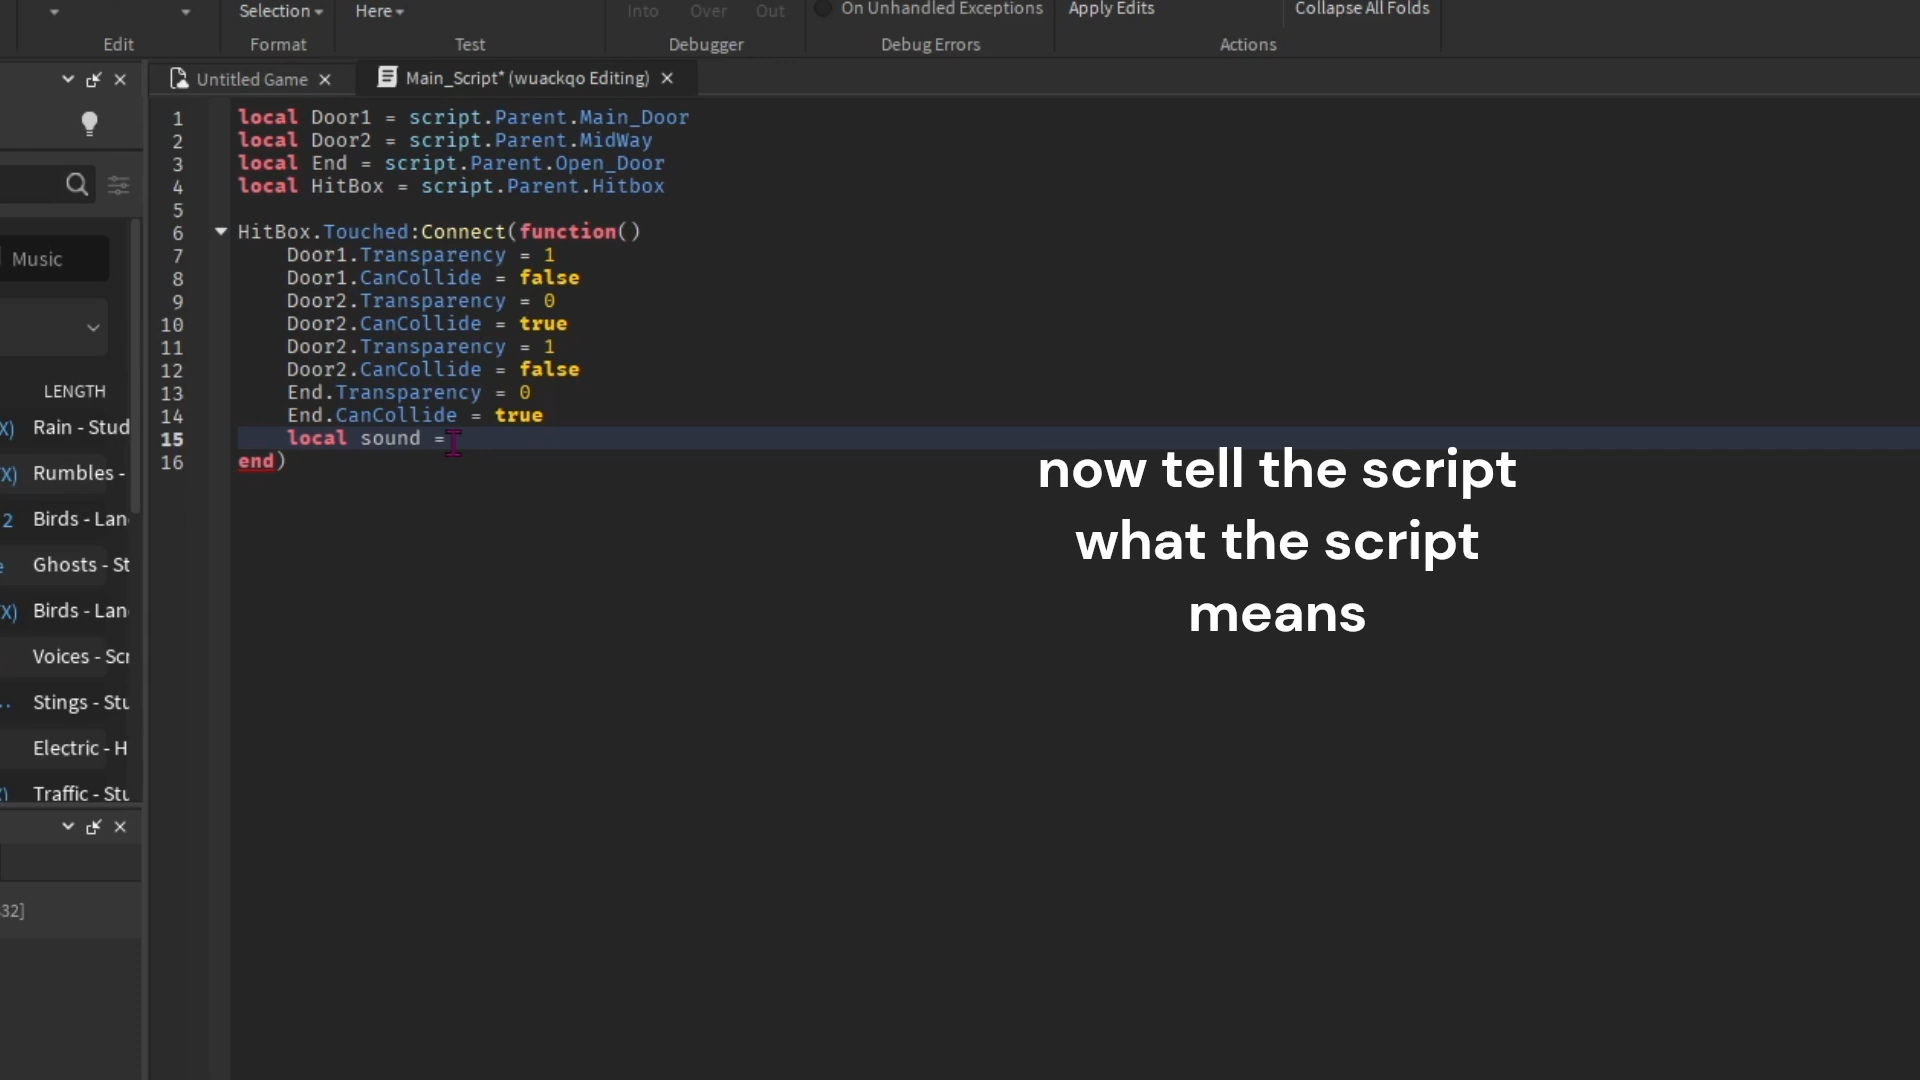 Selection
Here
Into Over Out
On Unhandled Exceptions
Apply Edits
Collapse All Folds
Edit
Format
Test
Debugger
Debug Errors
Actions
Untitled Game
Main_Script* (wuackqo Editing)
Music
LENGTH
X) Rain - Stud
X) Rumbles -
2 Birds - Lan
Ghosts - St
X) Birds - Lan
Voices - Scr
Stings - Stu
Electric - H
Traffic - Stu
32]
1 local Door1 = script.Parent.Main_Door
2 local Door2 = script.Parent.MidWay
3 local End = script.Parent.Open_Door
4 local HitBox = script.Parent.Hitbox
5
6 HitBox.Touched:Connect(function()
7 Door1.Transparency = 1
8 Door1.CanCollide = false
9 Door2.Transparency = 0
10 Door2.CanCollide = true
11 Door2.Transparency = 1
12 Door2.CanCollide = false
13 End.Transparency = 0
14 End.CanCollide = true
15 local sound =
16 end)
now tell the script
what the script
means